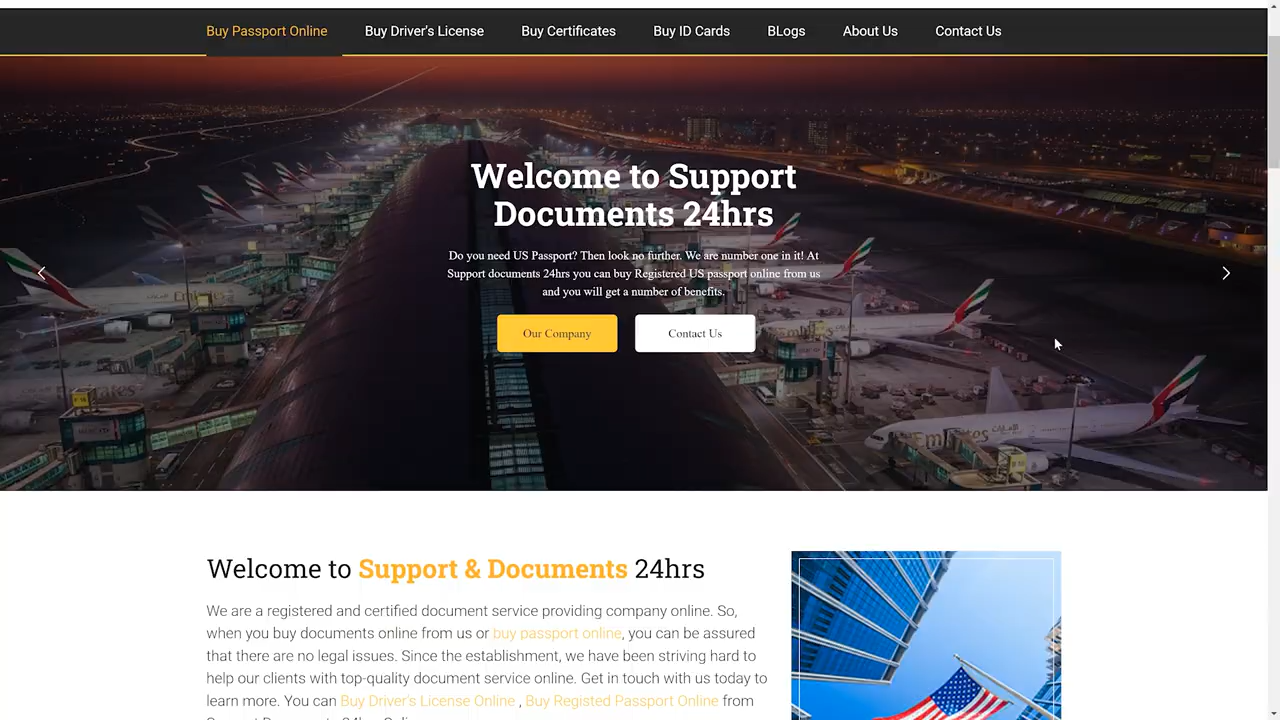 Buy Passport Online Buy Driver's License Buy Certificates Buy ID Cards BLogs About Us Contact Us
Welcome to Support
Documents 24hrs
Do you need US Passport? Then look no further. We are number one in it! At
Support documents 24hrs you can buy Registered US passport online from us
and you will get a number of benefits.
Our Company Contact Us
Emirates
Welcome to Support & Documents 24hrs
We are a registered and certified document service providing company online. So,
when you buy documents online from us or buy passport online, you can be assured
that there are no legal issues. Since the establishment, we have been striving hard to
help our clients with top-quality document service online. Get in touch with us today to
learn more. You can Buy Driver's License Online , Buy Registed Passport Online from